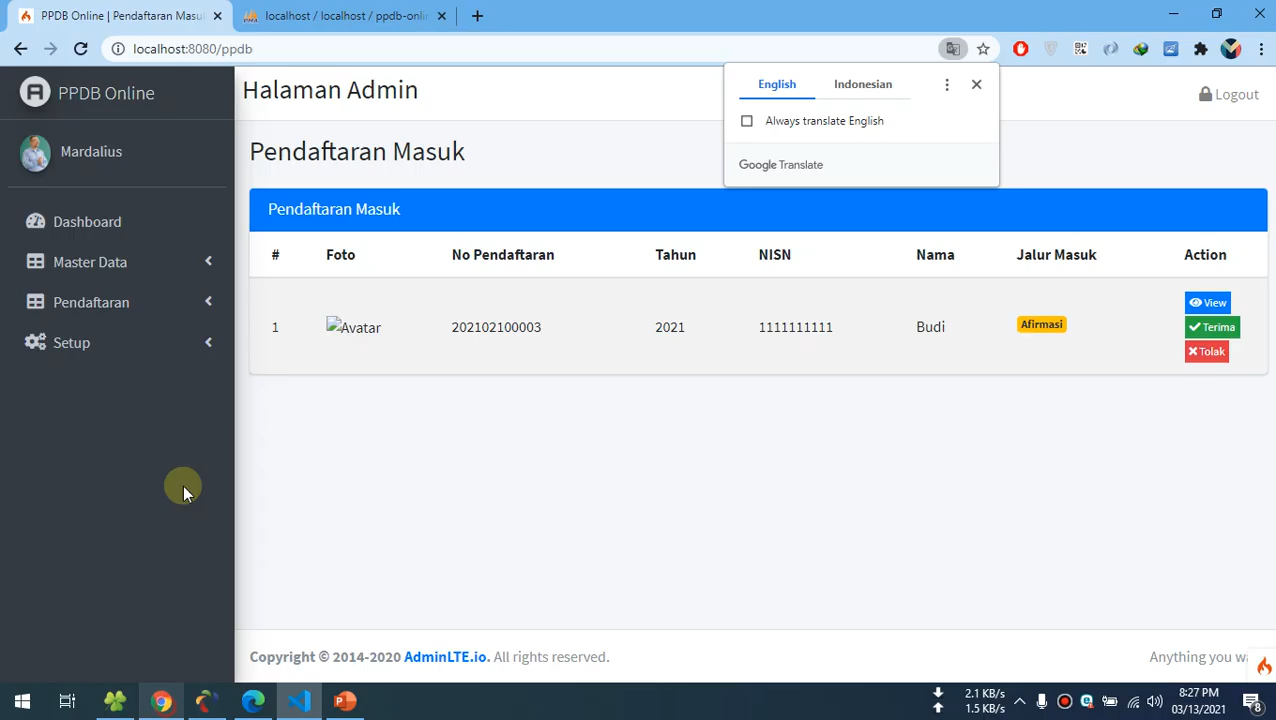 PPDB Online | Pendaftaran Masu
localhost / localhost / ppdb-onlin
localhost:8080/ppdb
PPDB Online
Halaman Admin
English
Indonesian
Always translate English
Google Translate
Logout
Mardalius
Pendaftaran Masuk
Dashboard
Master Data
Pendaftaran
Setup
Pendaftaran Masuk
# Foto No Pendaftaran Tahun NISN Nama Jalur Masuk Action
1 Avatar 202102100003 2021 1111111111 Budi Afirmasi
View
Terima
Tolak
Copyright © 2014-2020 AdminLTE.io. All rights reserved.
Anything you wa
2.1 KB/s
1.5 KB/s
8:27 PM
03/13/2021
8